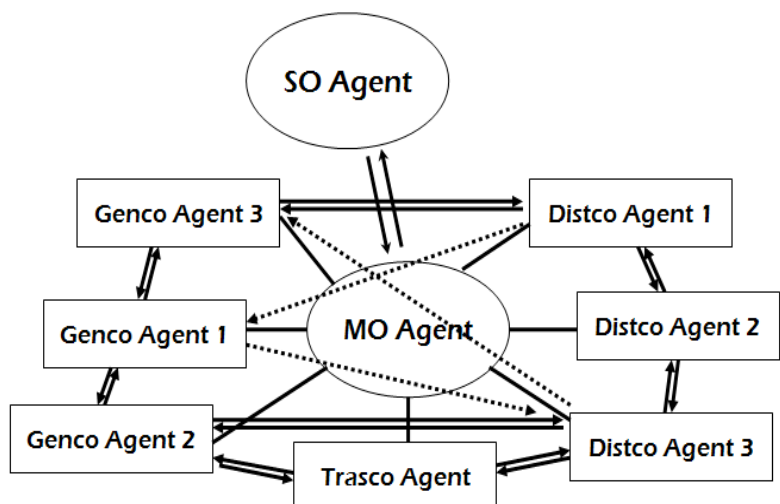 SO Agent
Genco Agent 3
Distco Agent 1
Genco Agent 1
MO Agent
Distco Agent 2
Genco Agent 2
Distco Agent 3
Trasco Agent